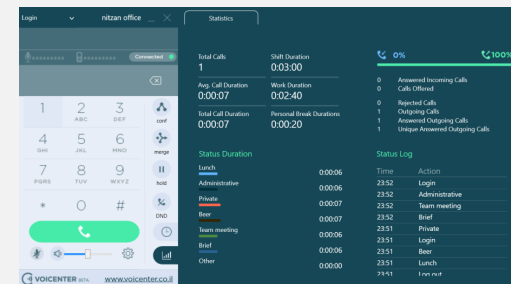 Login nitzan office
Connected
1 2 ABC 3 DEF conf
4 GHI 5 JKL 6 MNO merge
7 PQRS 8 TUV 9 WXYZ hold
* 0 # DND
VOICENTER BETA www.voicenter.co.il
Statistics
Total Calls Shift Duration
1 0:03:00
Avg. Call Duration Work Duration
0:00:07 0:02:40
Total Call Duration Personal Break Durations
0:00:07 0:00:20
Status Duration
Lunch 0:00:06
Administrative 0:00:06
Private 0:00:07
Beer 0:00:07
Team meeting 0:00:06
Brief 0:00:06
Other 0:00:00
0% 100%
0 Answered Incoming Calls
0 Calls Offered
0 Rejected Calls
1 Outgoing Calls
1 Answered Outgoing Calls
1 Unique Answered Outgoing Calls
Status Log
Time Action
23:52 Login
23:52 Administrative
23:52 Team meeting
23:52 Brief
23:51 Private
23:51 Login
23:51 Beer
23:51 Lunch
23:51 Log out